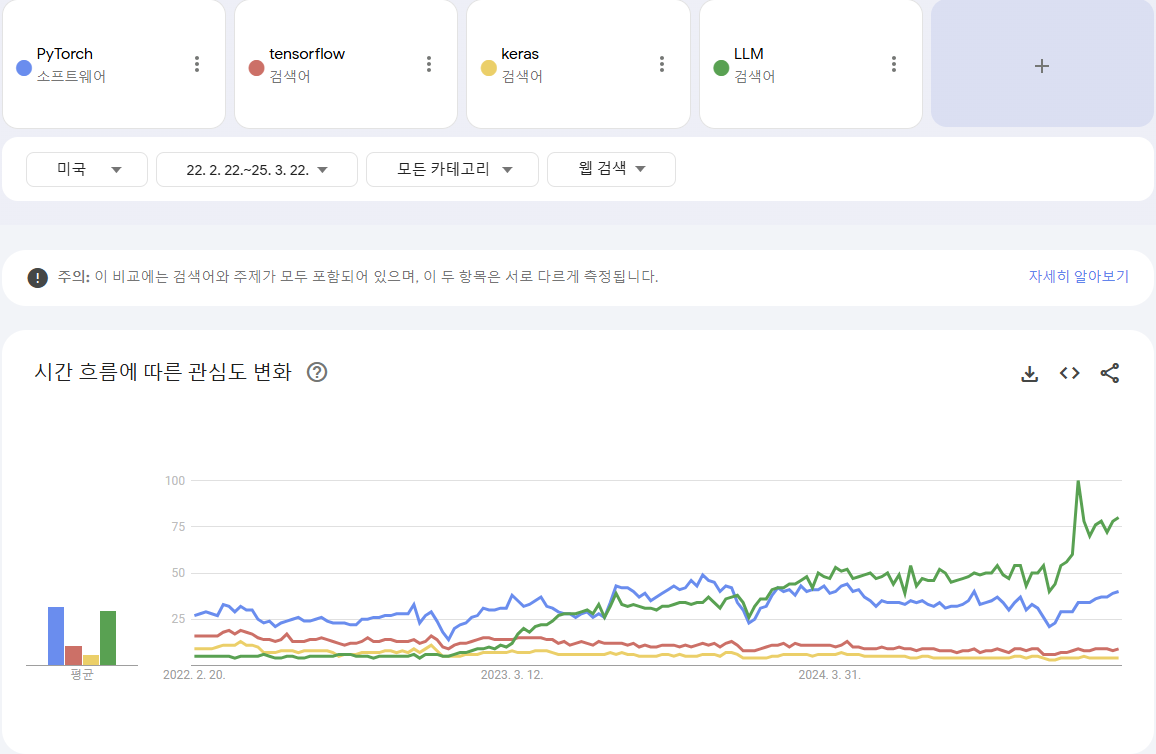 PyTorch
소프트웨어
tensorflow
검색어
keras
검색어
LLM
검색어
+
미국
22. 2. 22.~25. 3. 22.
모든 카테고리
웹 검색
주의: 이 비교에는 검색어와 주제가 모두 포함되어 있으며, 이 두 항목은 서로 다르게 측정됩니다.
자세히 알아보기
시간 흐름에 따른 관심도 변화
100
75
50
25
평균
2022. 2. 20.
2023. 3. 12.
2024. 3. 31.